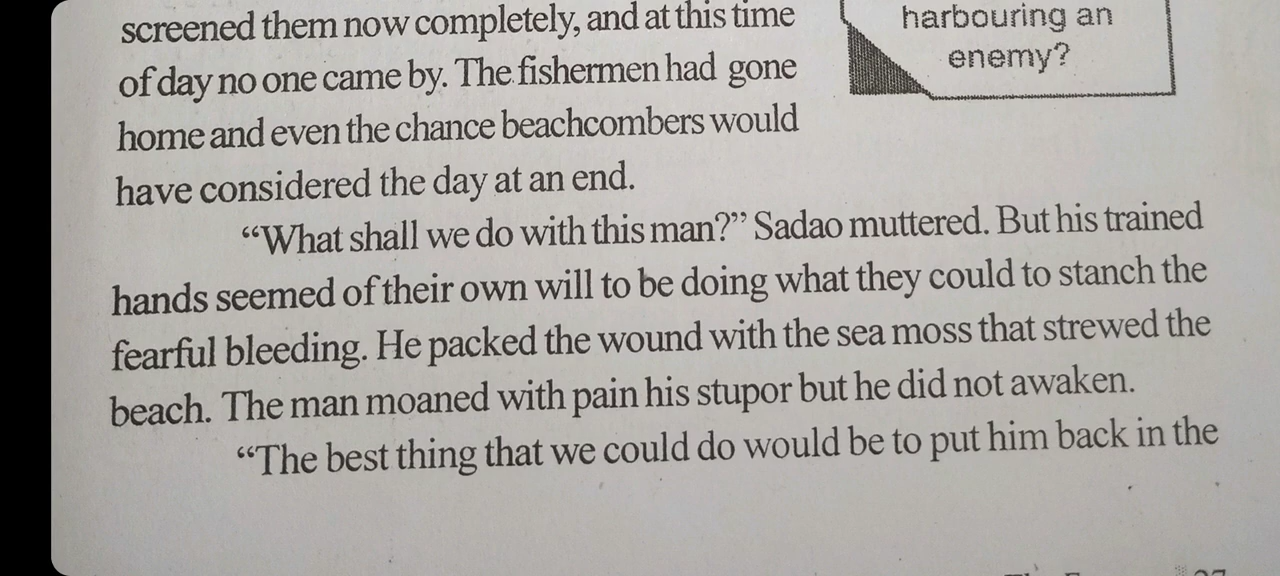 screened them now completely, and at this time
of day no one came by. The fishermen had gone
home and even the chance beachcombers would
have considered the day at an end.
harbouring an
enemy?
“What shall we do with this man?” Sadao muttered. But his trained
hands seemed of their own will to be doing what they could to stanch the
fearful bleeding. He packed the wound with the sea moss that strewed the
beach. The man moaned with pain his stupor but he did not awaken.
“The best thing that we could do would be to put him back in the